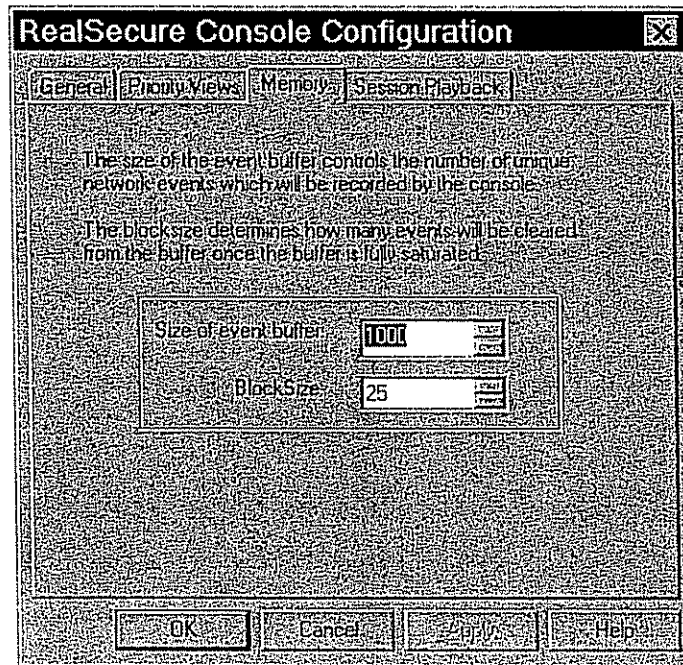 RealSecure Console Configuration
General Priority Views Memory Session Playback
The size of the event buffer controls the number of unique
network events which will be recorded by the console.
The blocksize determines how many events will be cleared
from the buffer once the buffer is fully saturated.
Size of event buffer: 1000
BlockSize 25
OK Cancel Apply Help